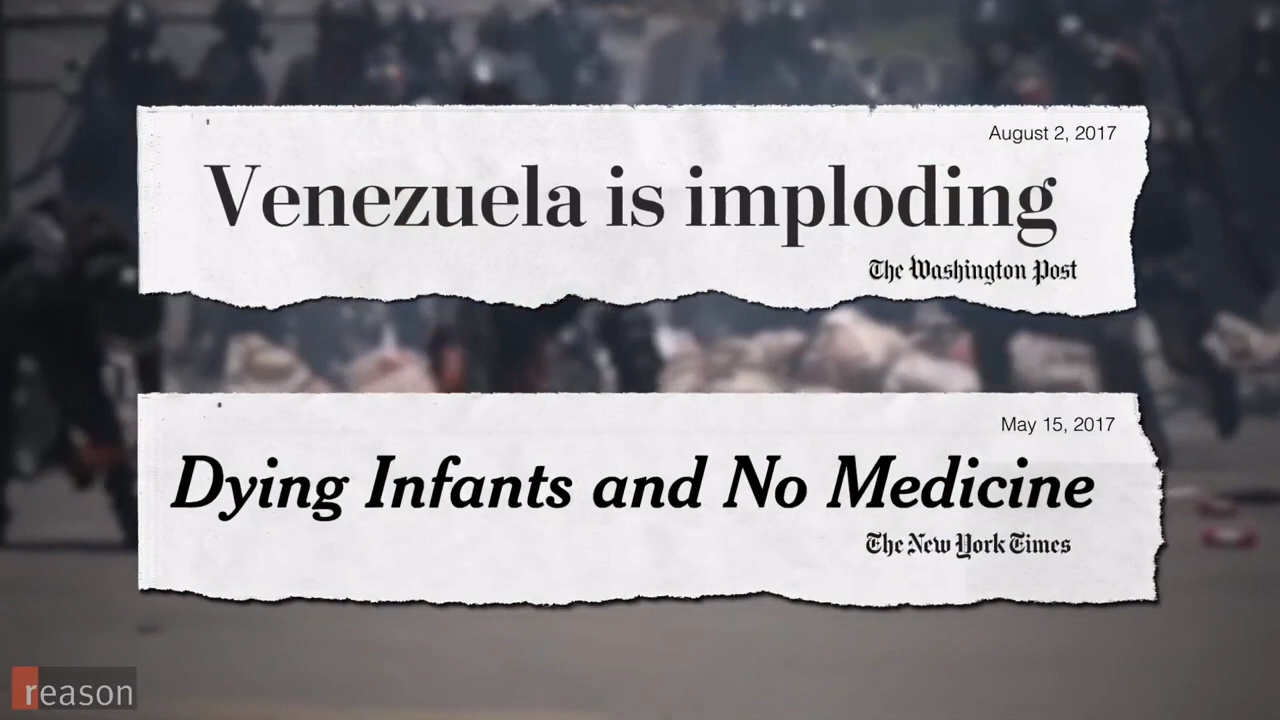 August 2, 2017
Venezuela is imploding
The Washington Post
May 15, 2017
Dying Infants and No Medicine
The New York Times
reason